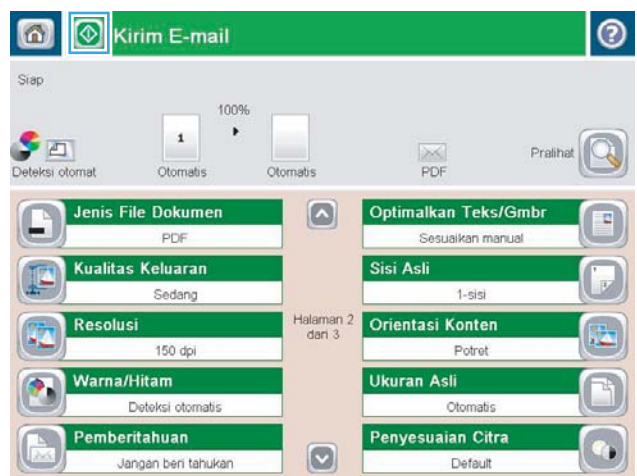 Kirim E-mail
Siap
100%
1
Deteksi otomat
Otomatis
Otomatis
PDF
Pralihat
Jenis File Dokumen
PDF
Kualitas Keluaran
Sedang
Resolusi
150 dpi
Warna/Hitam
Deteksi otomatis
Pemberitahuan
Jangan beri tahukan
Halaman 2
dari 3
Optimalkan Teks/Gmbr
Sesuaikan manual
Sisi Asli
1-sisi
Orientasi Konten
Potret
Ukuran Asli
Otomatis
Penyesuaian Citra
Default